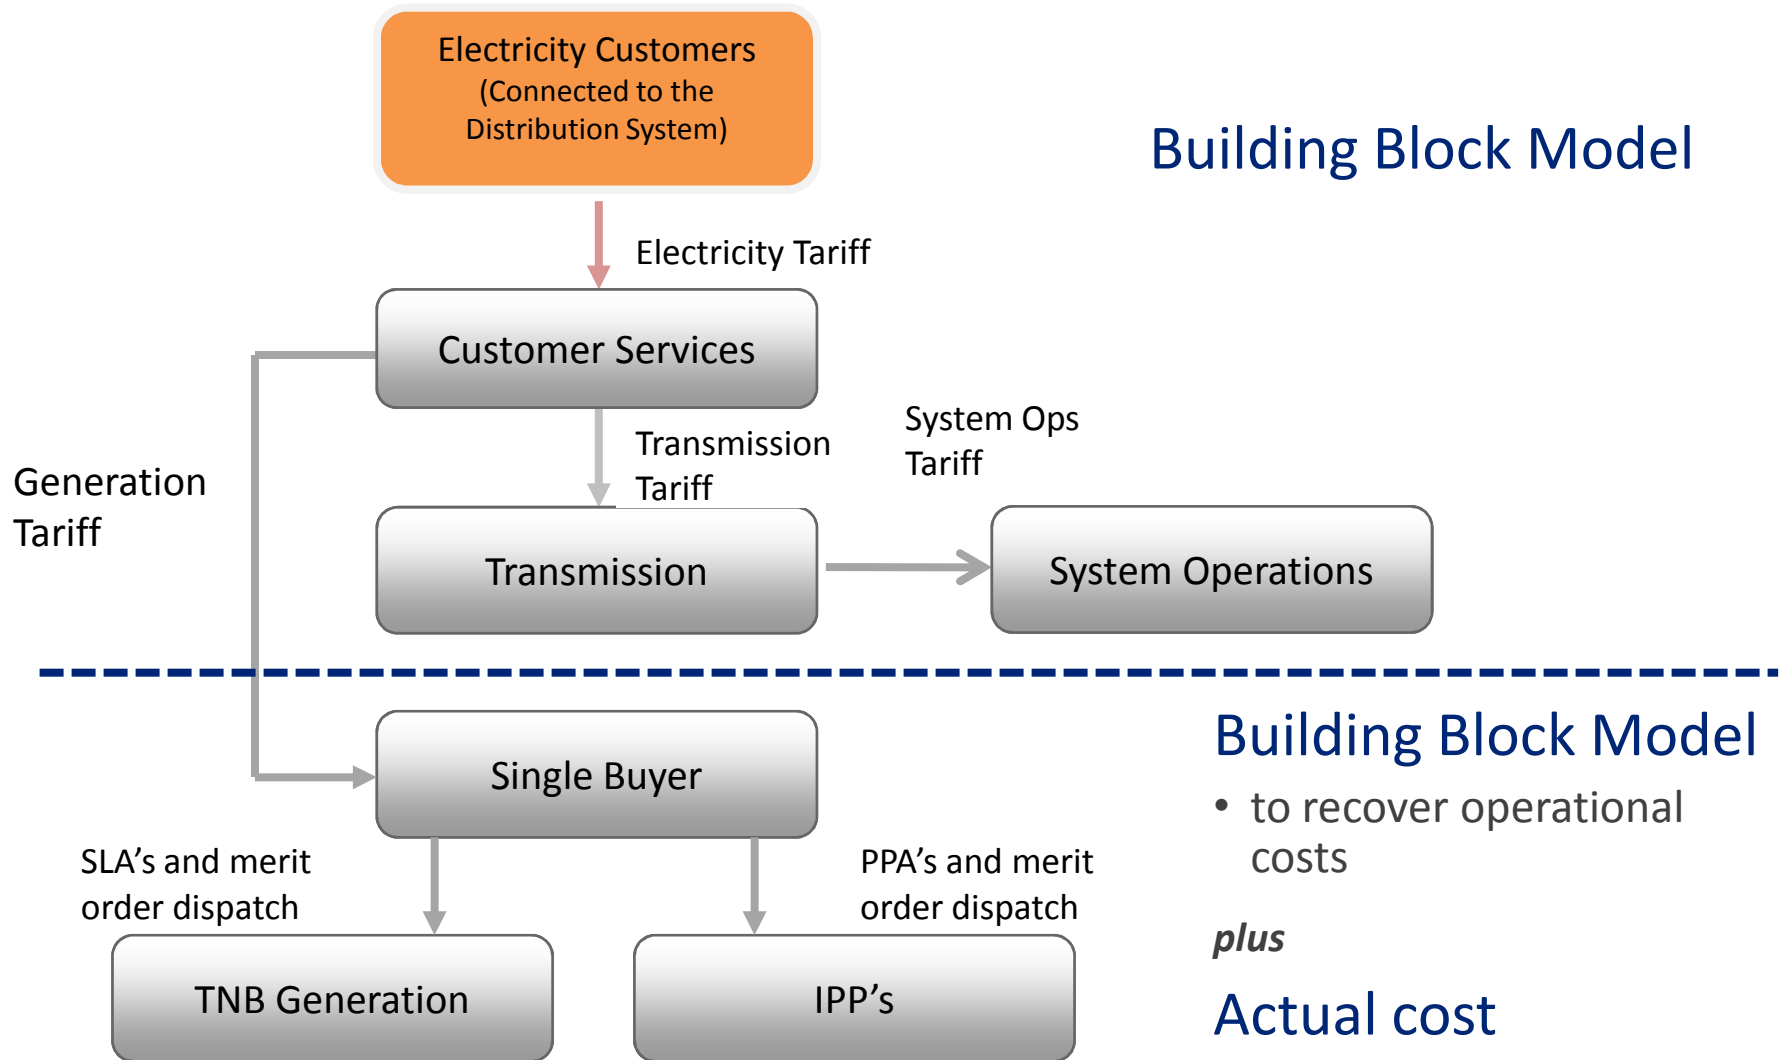 Electricity Customers
(Connected to the
Distribution System)
Building Block Model
Electricity Tariff
Customer Services
Generation
Tariff
Transmission
Tariff
System Ops
Tariff
Transmission
System Operations
Single Buyer
Building Block Model
• to recover operational
costs
SLA’s and merit
order dispatch
PPA’s and merit
order dispatch
plus
TNB Generation
IPP’s
Actual cost